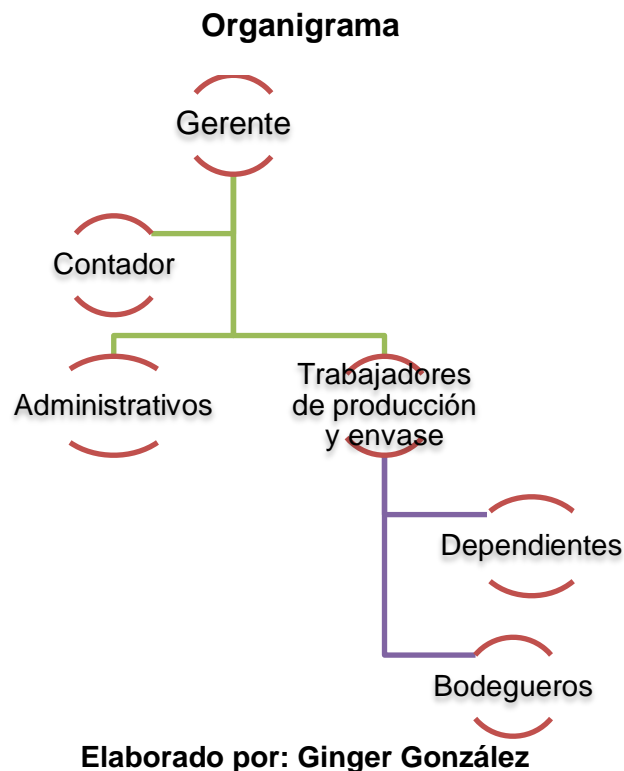 Organigrama
Gerente
Contador
Administrativos
Trabajadores
de producción
y envase
Dependientes
Bodegueros
Elaborado por: Ginger González